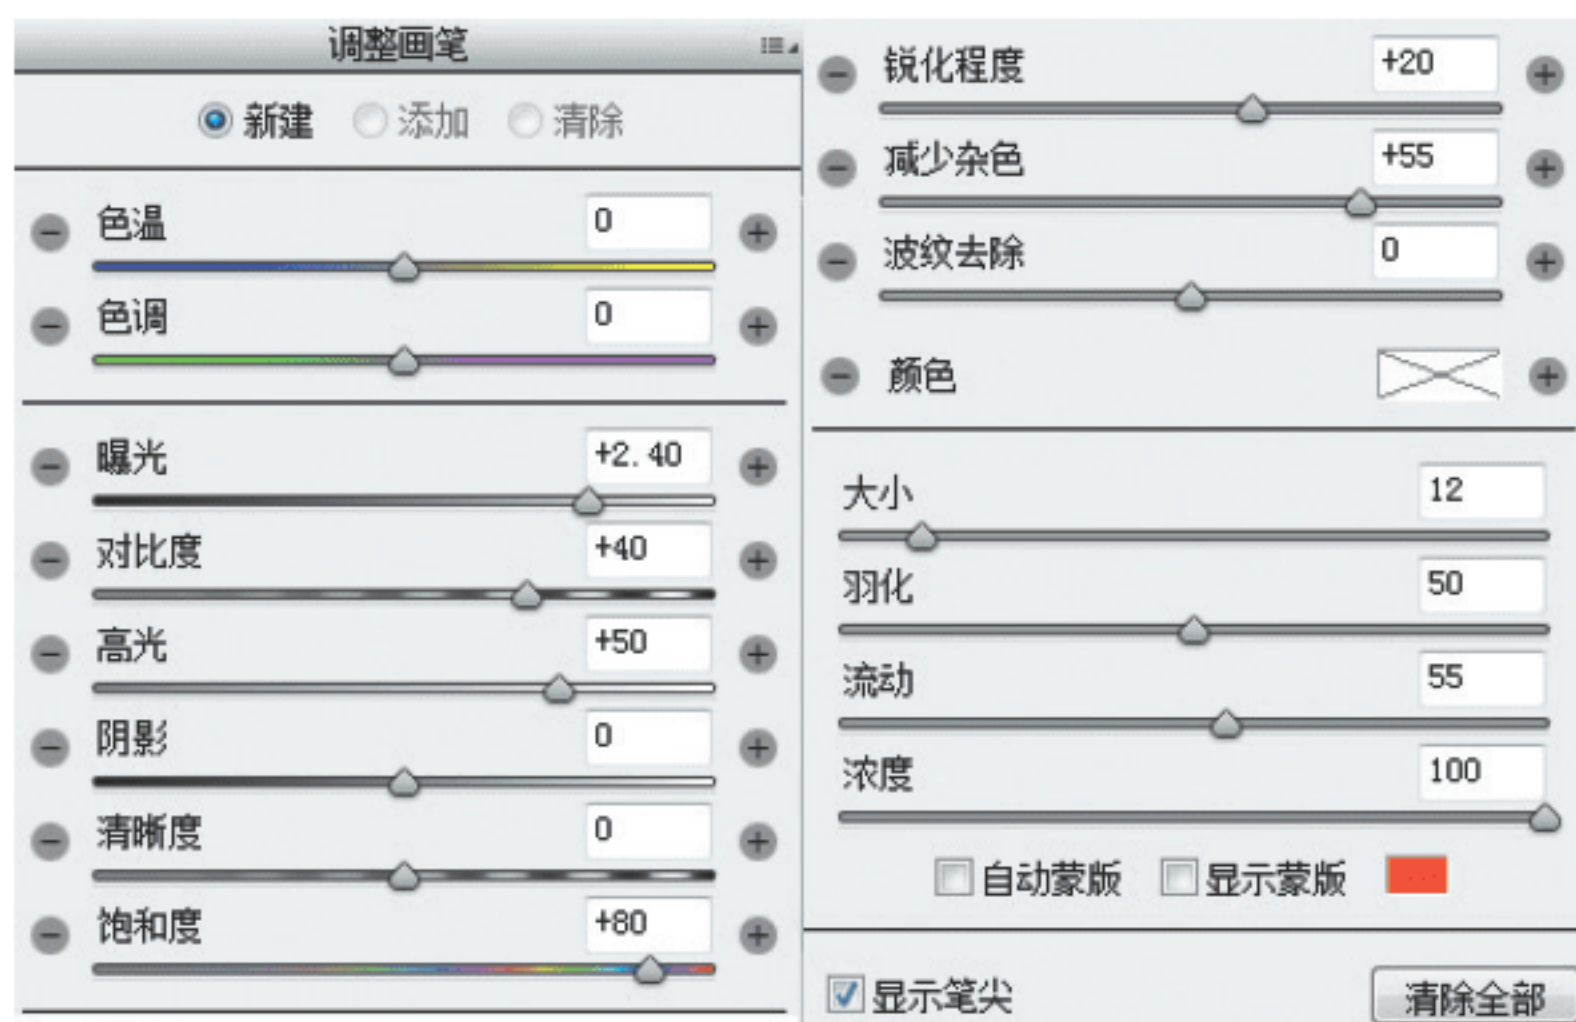 调整画笔
新建 添加 清除
色温 0
色调 0
曝光 +2.40
对比度 +40
高光 +50
阴影 0
清晰度 0
饱和度 +80
锐化程度 +20
减少杂色 +55
波纹去除 0
颜色
大小 12
羽化 50
流动 55
浓度 100
自动蒙版 显示蒙版
显示笔尖 清除全部